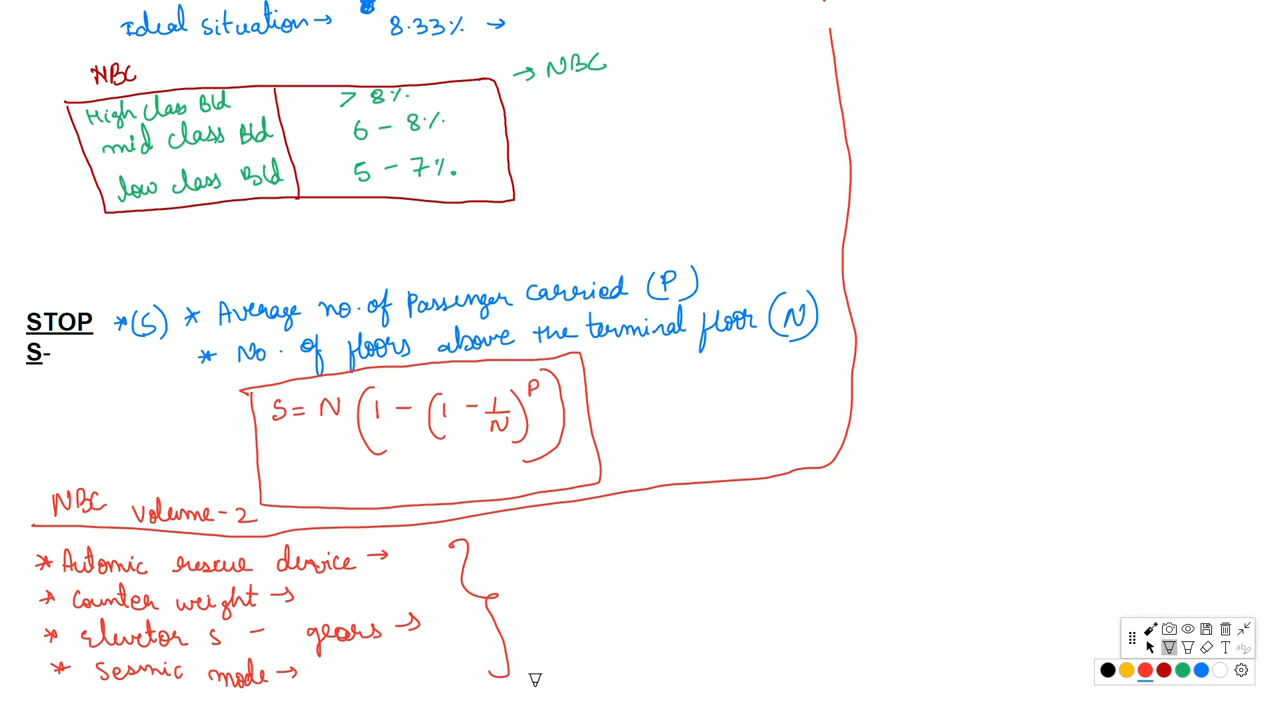 Ideal situation → 8.33% →
NBC
→ NBC
High class Bld > 8%
mid class Bld 6 - 8%
low class Bld 5 - 7%.
STOP
S-
*(S) * Average no. of Passenger carried (P)
* No. of floors above the terminal floor (N)
S = N (1 - (1 - 1/N)^P)
NBC Volume - 2
* Automic rescue device →
* Counter weight →
* Elevetor s - gears →
* Sesmic mode →